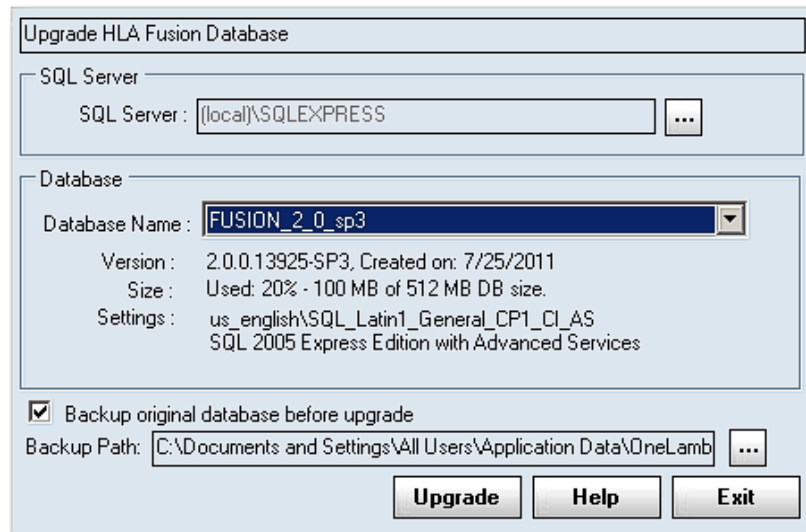 Upgrade HLA Fusion Database
SQL Server
SQL Server : (local)\SQLEXPRESS ...
Database
Database Name : FUSION_2_0_sp3
Version : 2.0.0.13925-SP3, Created on: 7/25/2011
Size : Used: 20% - 100 MB of 512 MB DB size.
Settings : us_english\SQL_Latin1_General_CP1_CI_AS
SQL 2005 Express Edition with Advanced Services
Backup original database before upgrade
Backup Path: C:\Documents and Settings\All Users\Application Data\OneLamb ...
Upgrade Help Exit